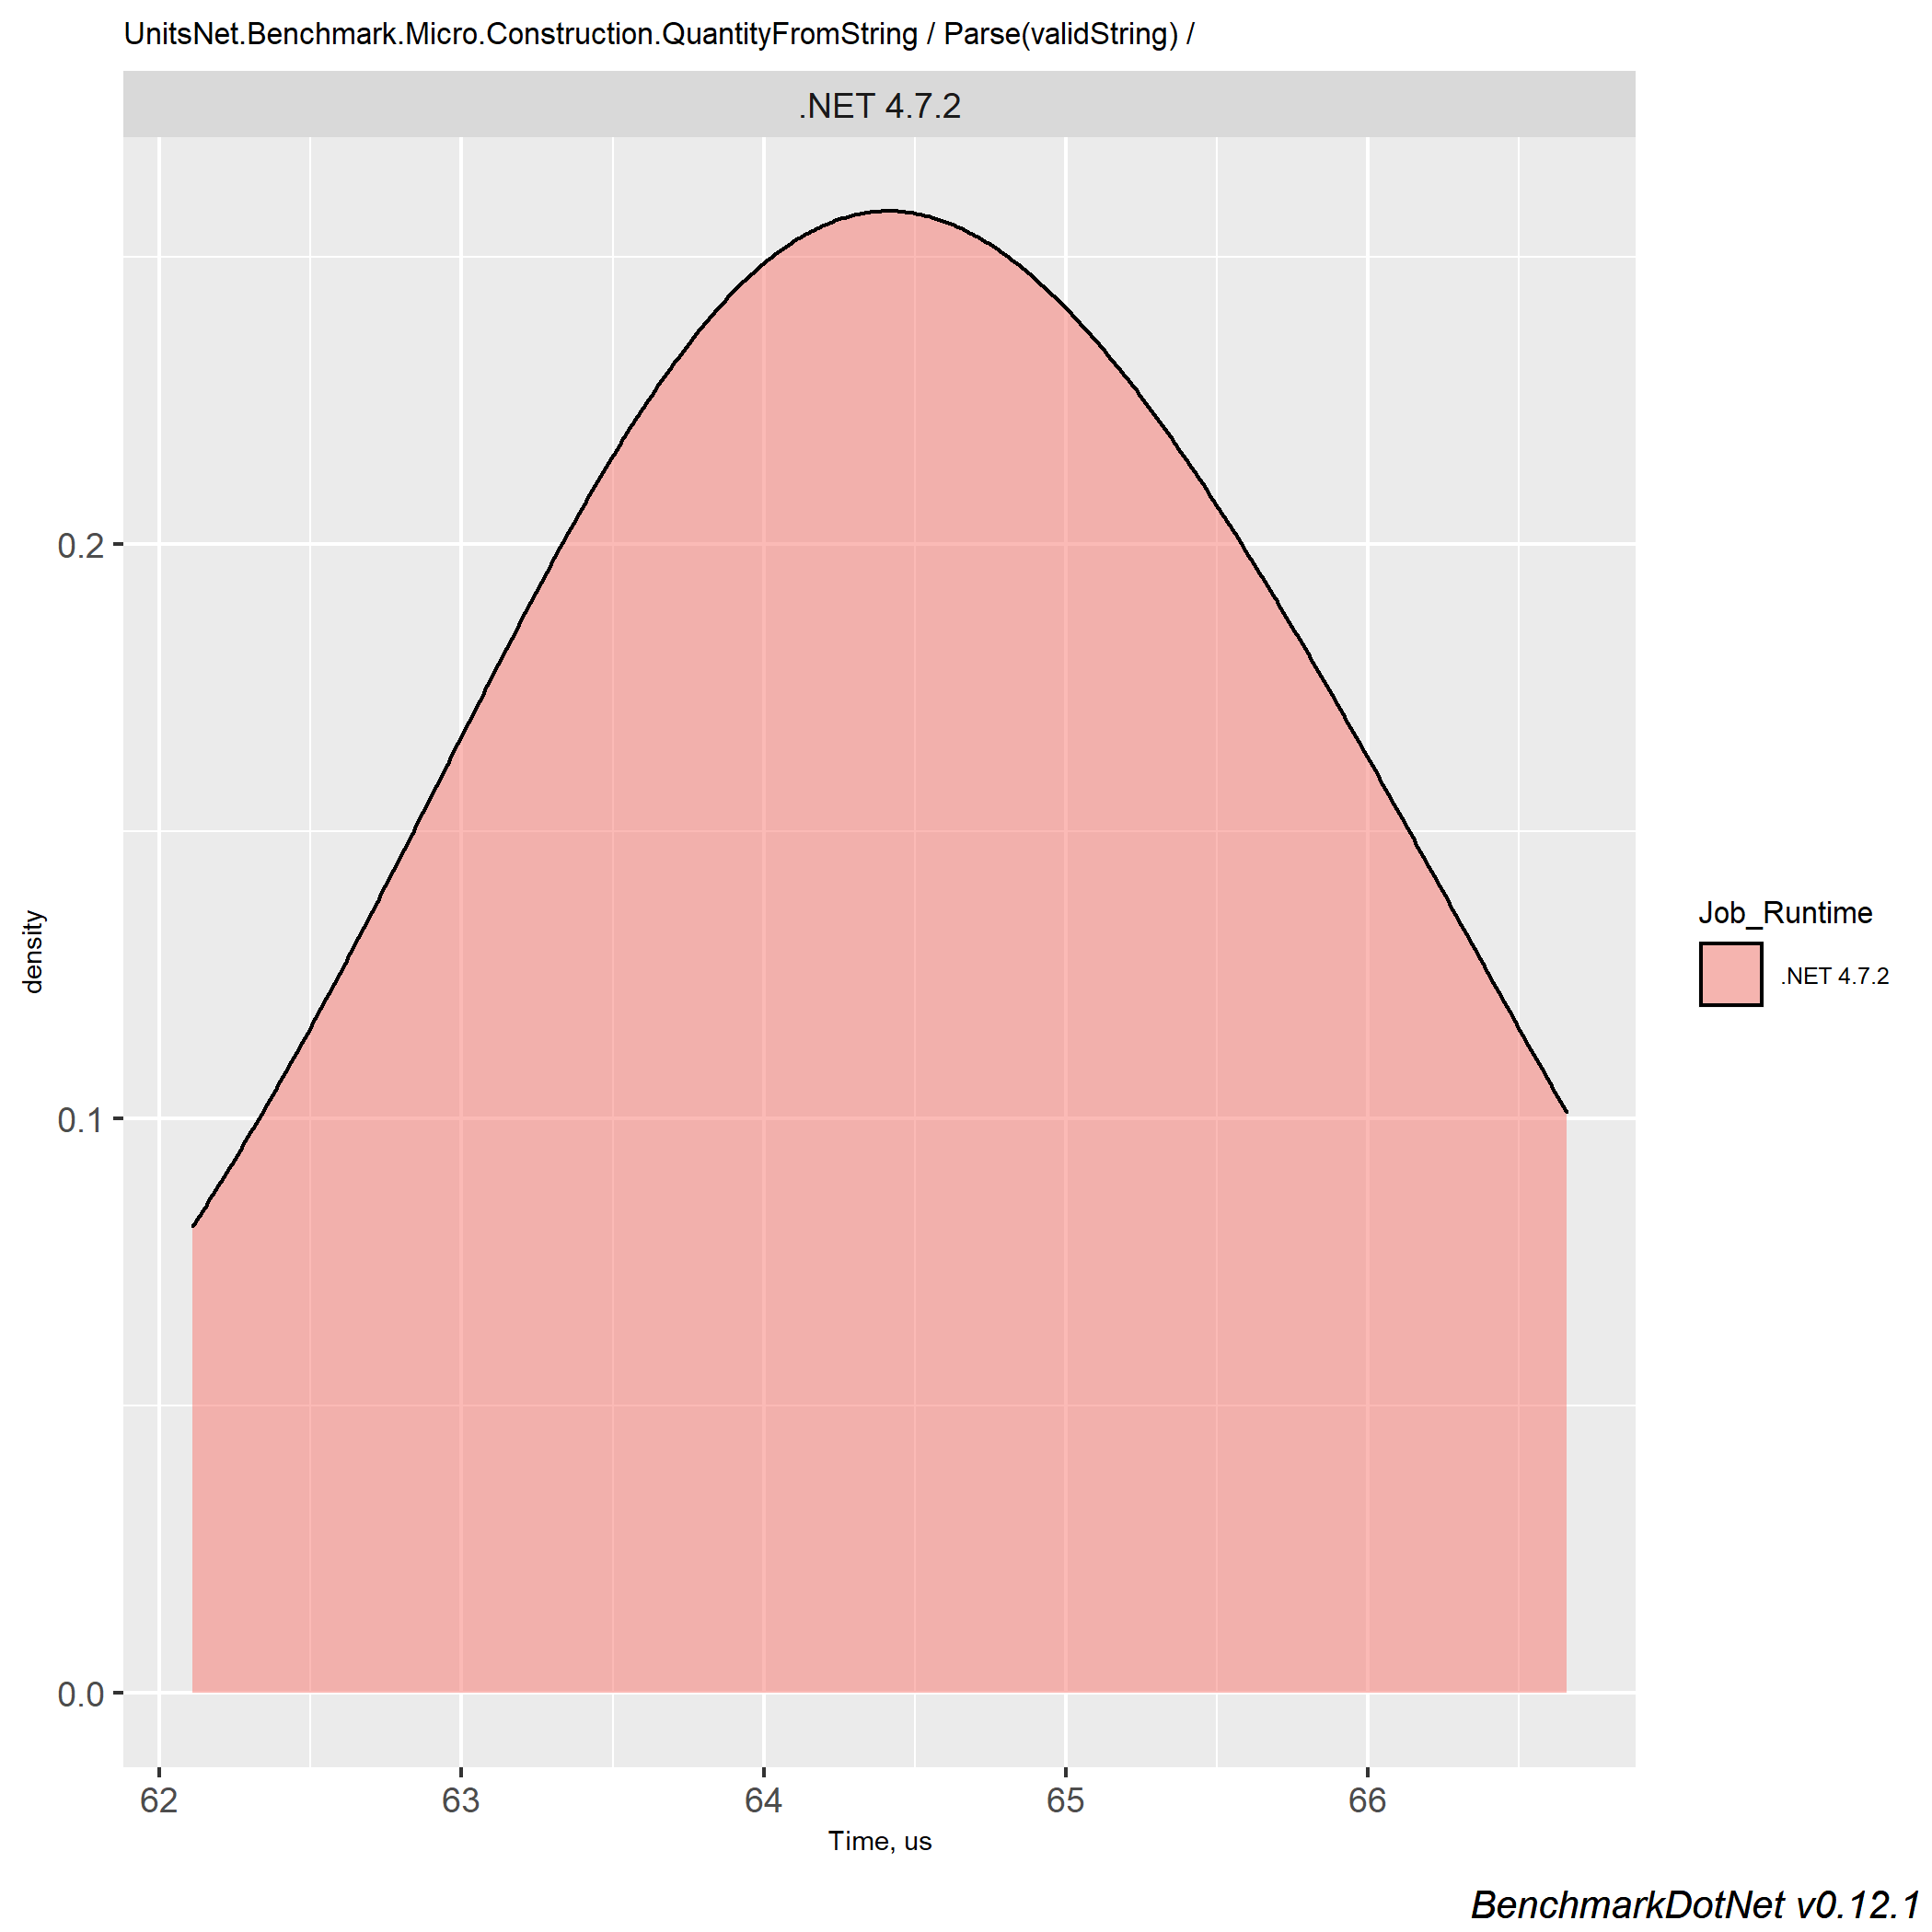 UnitsNet.Benchmark.Micro.Construction.QuantityFromString / Parse(validString) /
.NET 4.7.2
0.2
0.1
0.0
density
62 63 64 65 66
Time, us
Job_Runtime
.NET 4.7.2
BenchmarkDotNet v0.12.1